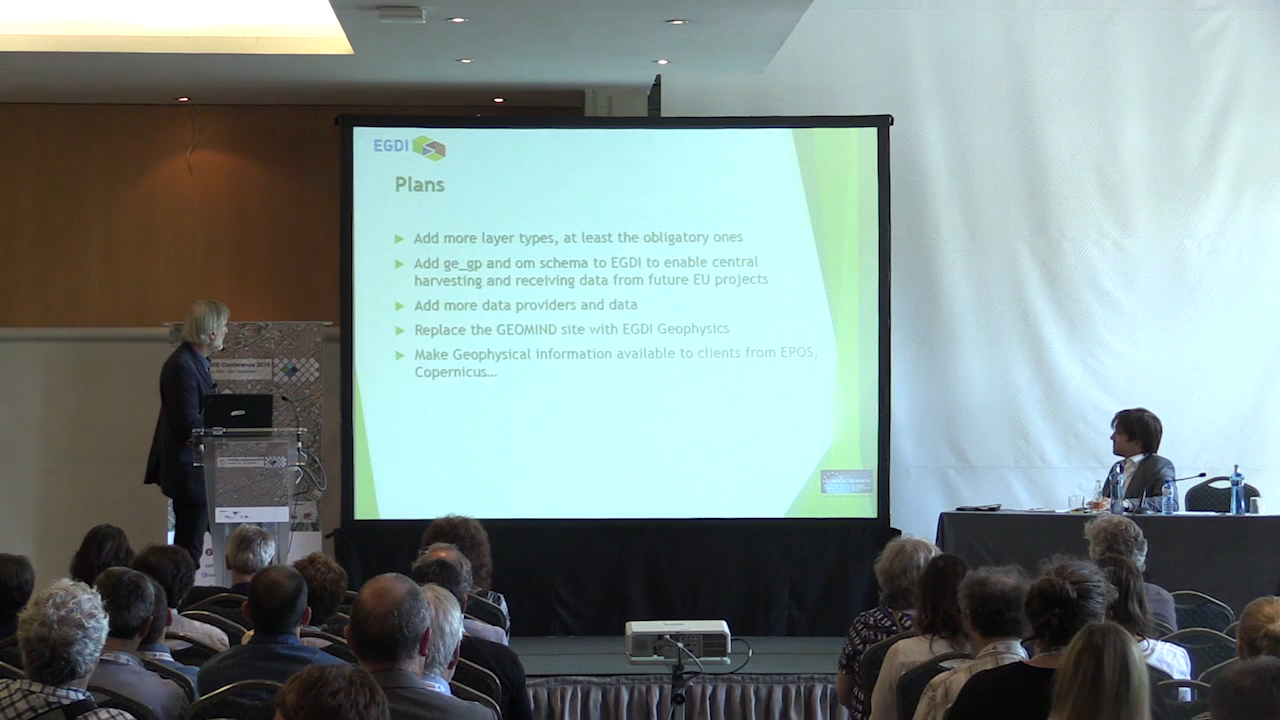 EGDI
Plans
Add more layer types, at least the obligatory ones
Add ge_gp and om schema to EGDI to enable central
harvesting and receiving data from future EU projects
Add more data providers and data
Replace the GEOMIND site with EGDI Geophysics
Make Geophysical information available to clients from EPOS,
Copernicus…
Conference